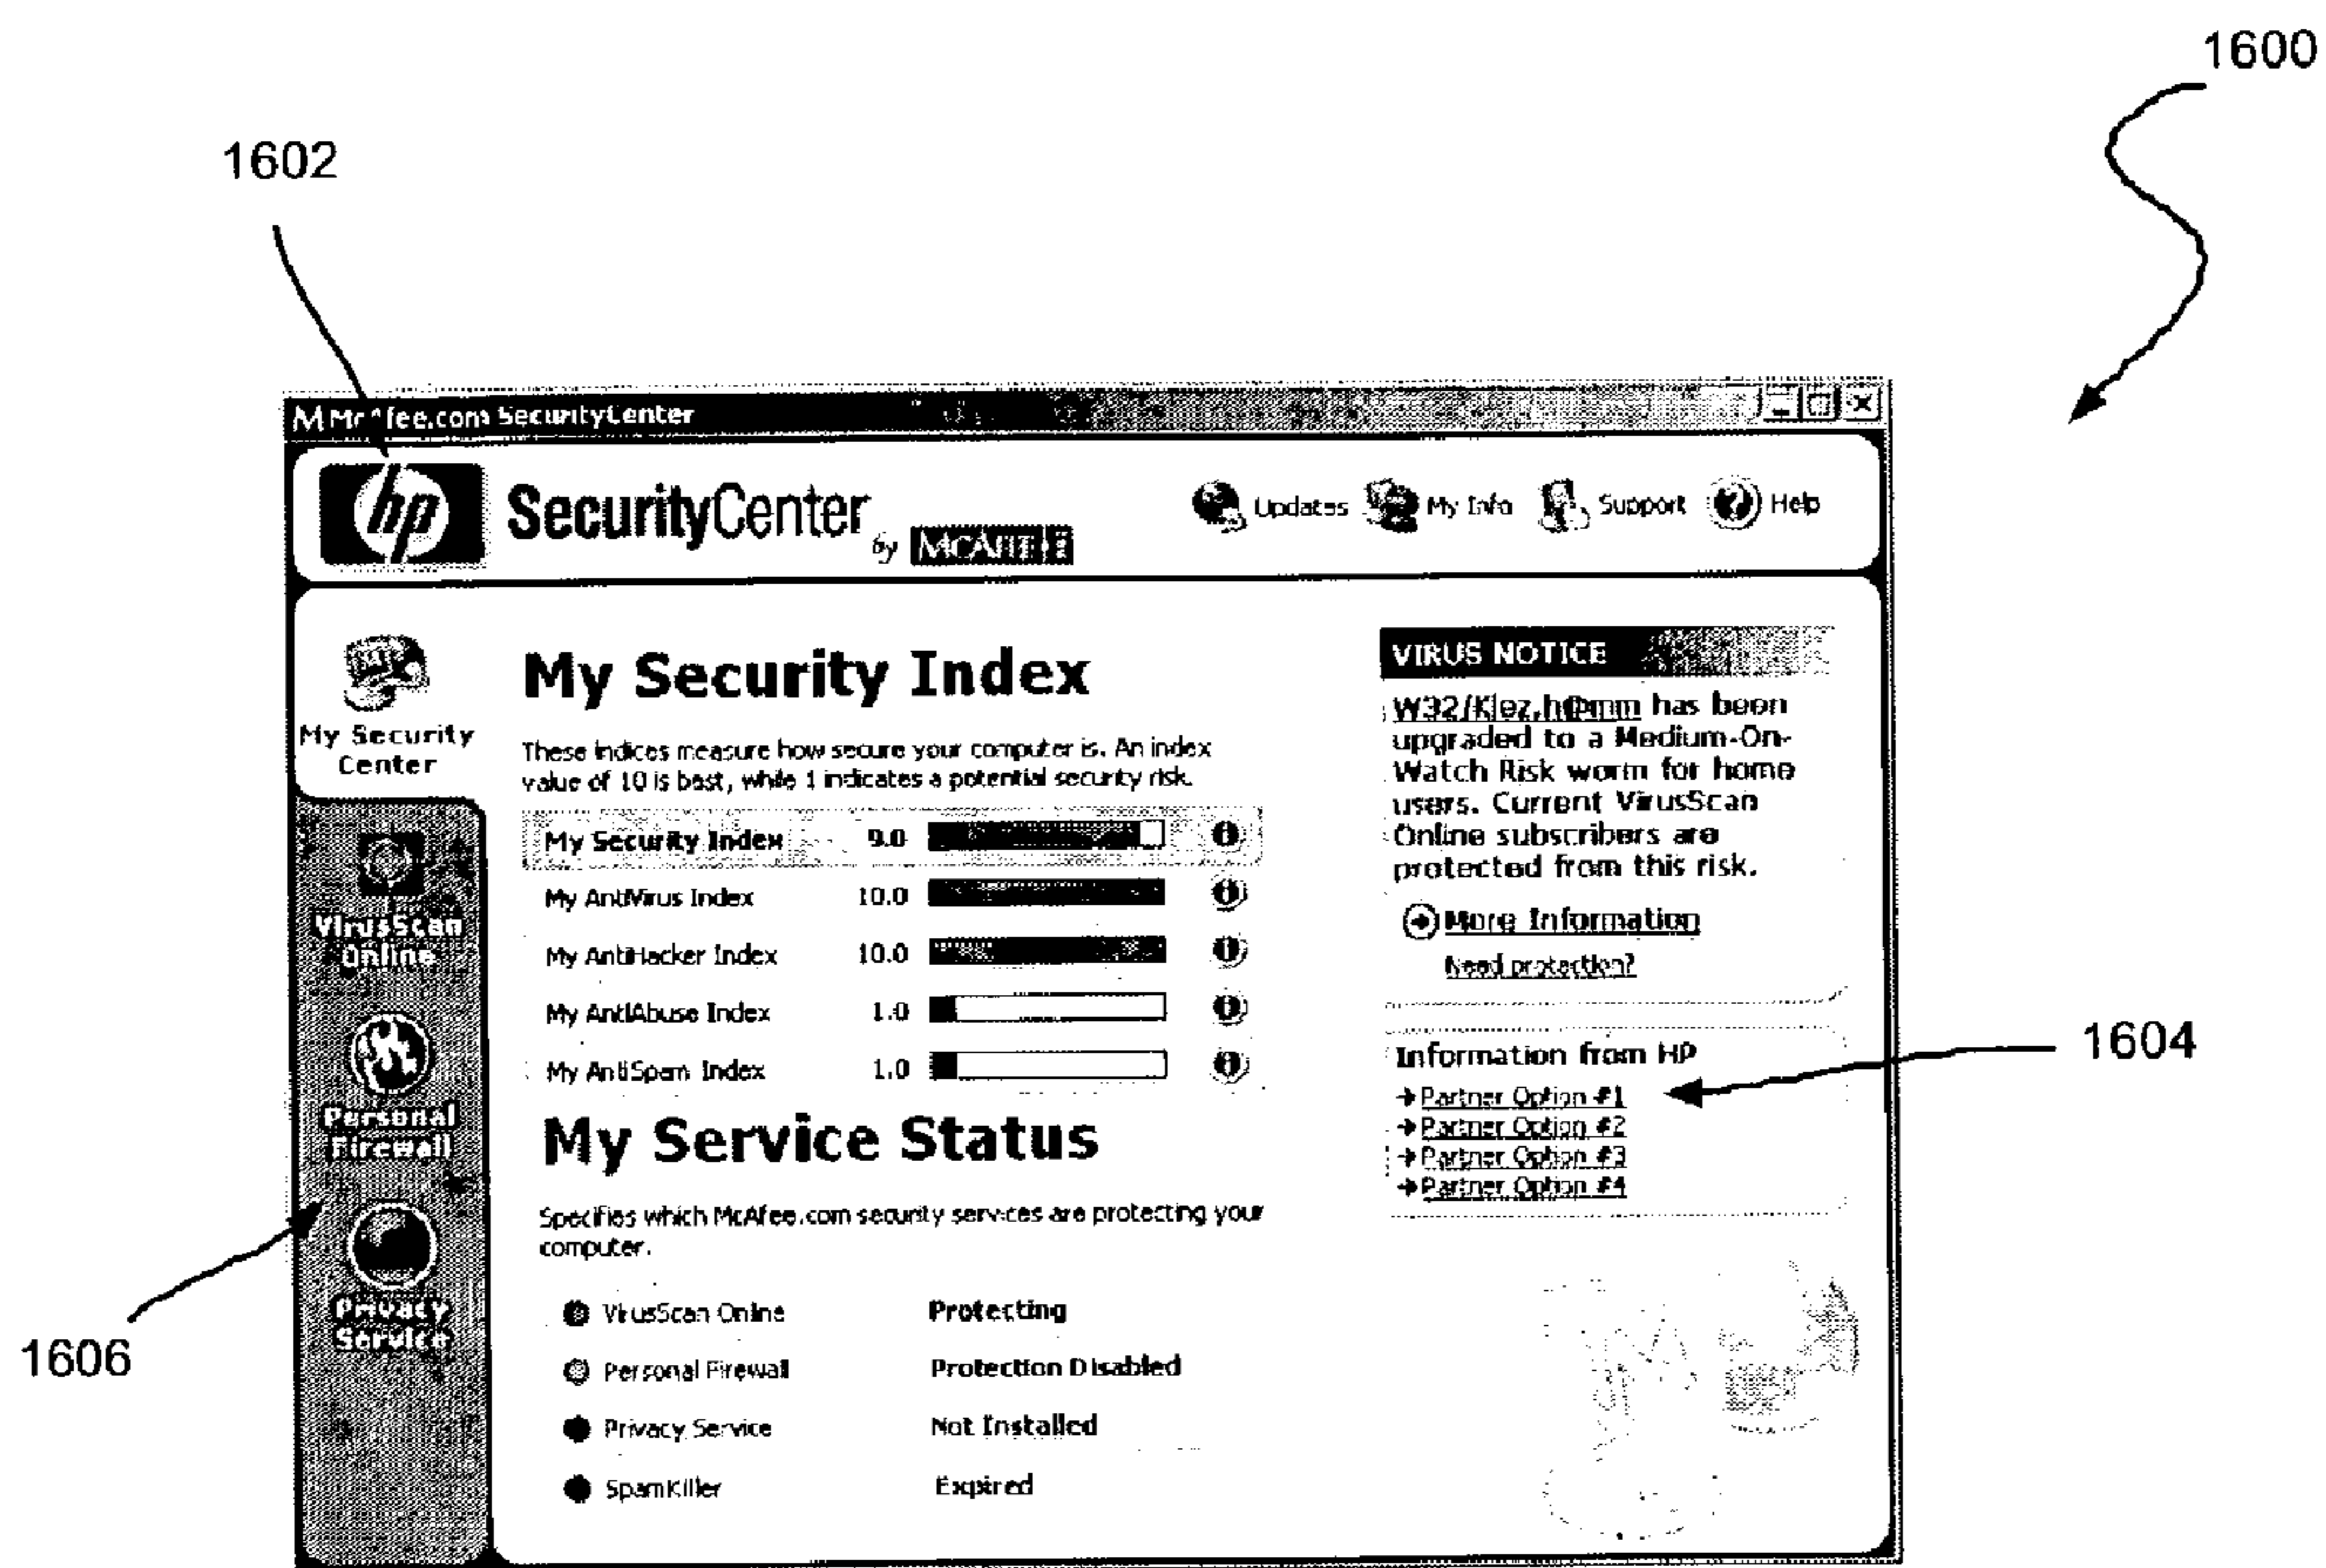 1600
1602
McAfee.com SecurityCenter
hp SecurityCenter by McAFEE
Updates My Info Support Help
My Security
Center
VirusScan
Online
Personal
Firewall
Privacy
Service
1606
My Security Index
These indices measure how secure your computer is. An index
value of 10 is best, while 1 indicates a potential security risk.
My Security Index 9.0
My AntiVirus Index 10.0
My AntiHacker Index 10.0
My AntiAbuse Index 1.0
My AntiSpam Index 1.0
My Service Status
Specifies which McAfee.com security services are protecting your
computer.
VirusScan Online Protecting
Personal Firewall Protection Disabled
Privacy Service Not Installed
SpamKiller Expired
VIRUS NOTICE
W32/Klez.h@mm has been
upgraded to a Medium-On-
Watch Risk worm for home
users. Current VirusScan
Online subscribers are
protected from this risk.
More Information
Need protection?
Information from HP
Partner Option #1
Partner Option #2
Partner Option #3
Partner Option #4
1604